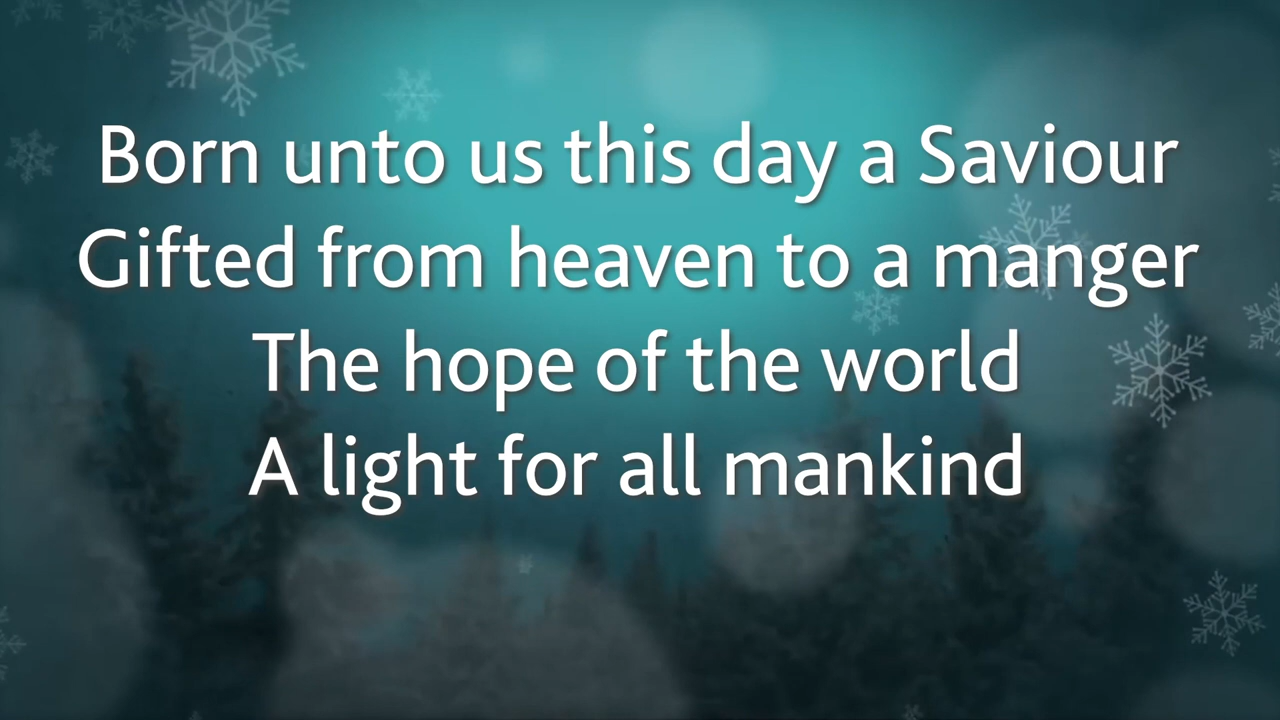 Born unto us this day a Saviour
Gifted from heaven to a manger
The hope of the world
A light for all mankind